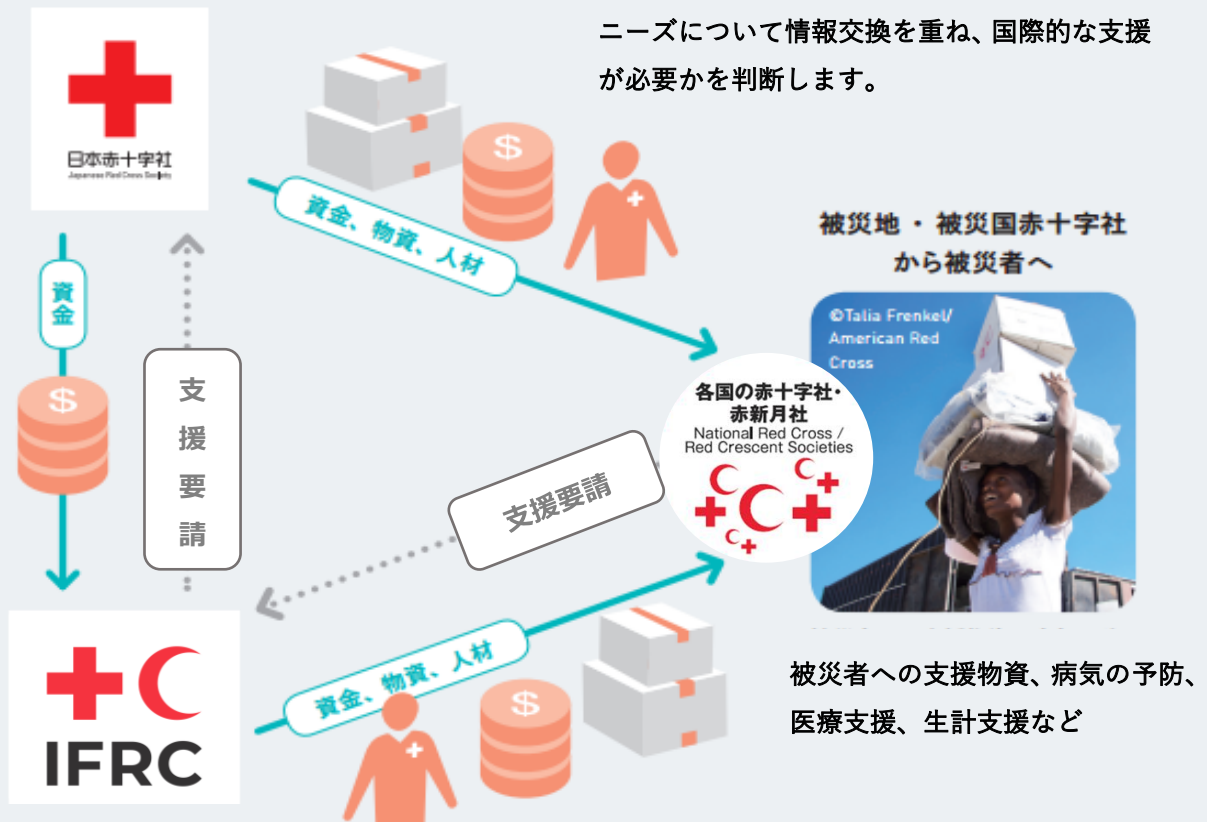 ニーズについて情報交換を重ね、国際的な支援
が必要かを判断します。
日本赤十字社
Japanese Red Cross Society
資金、物資、人材
資金
支援要請
被災地・被災国赤十字社
から被災者へ
©Talia Frenkel/
American Red
Cross
各国の赤十字社・
赤新月社
National Red Cross /
Red Crescent Societies
支援要請
資金、物資、人材
IFRC
被災者への支援物資、病気の予防、
医療支援、生計支援など
$
$
$